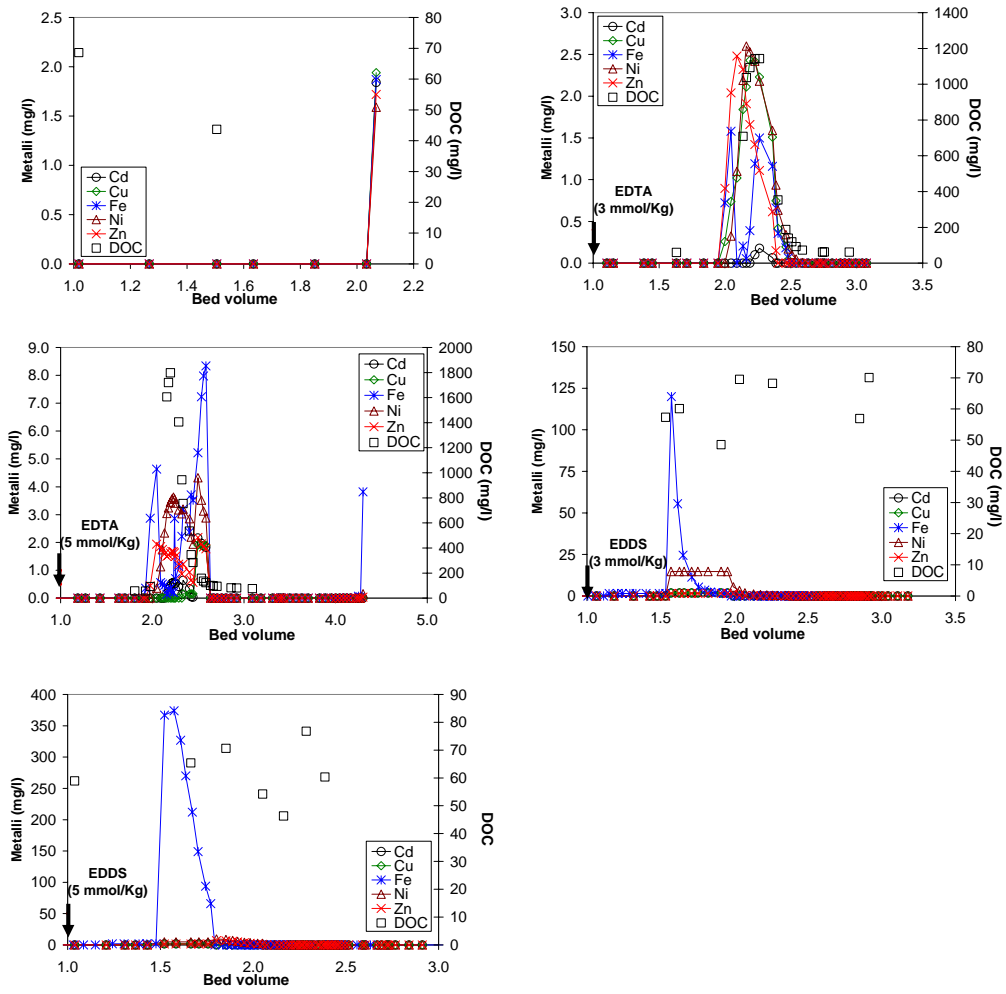 2.5
2.0
1.5
1.0
0.5
0.0
Metalli (mg/l)
80
70
60
50
40
30
20
10
0
DOC (mg/l)
Cd
Cu
Fe
Ni
Zn
DOC
1.0 1.2 1.4 1.6 1.8 2.0 2.2
Bed volume
3.0
2.5
2.0
1.5
1.0
0.5
0.0
Metalli (mg/l)
1400
1200
1000
800
600
400
200
0
DOC (mg/l)
Cd
Cu
Fe
Ni
Zn
DOC
EDTA
(3 mmol/Kg)
1.0 1.5 2.0 2.5 3.0 3.5
Bed volume
9.0
8.0
7.0
6.0
5.0
4.0
3.0
2.0
1.0
0.0
Metalli (mg/l)
2000
1800
1600
1400
1200
1000
800
600
400
200
0
DOC (mg/l)
Cd
Cu
Fe
Ni
Zn
DOC
EDTA
(5 mmol/Kg)
1.0 2.0 3.0 4.0 5.0
Bed volume
150
125
100
75
50
25
0
Metalli (mg/l)
80
70
60
50
40
30
20
10
0
DOC (mg/l)
Cd
Cu
Fe
Ni
Zn
DOC
EDDS
(3 mmol/Kg)
1.0 1.5 2.0 2.5 3.0 3.5
Bed volume
400
350
300
250
200
150
100
50
0
Metalli (mg/l)
90
80
70
60
50
40
30
20
10
0
DOC
Cd
Cu
Fe
Ni
Zn
DOC
EDDS
(5 mmol/Kg)
1.0 1.5 2.0 2.5 3.0
Bed volume